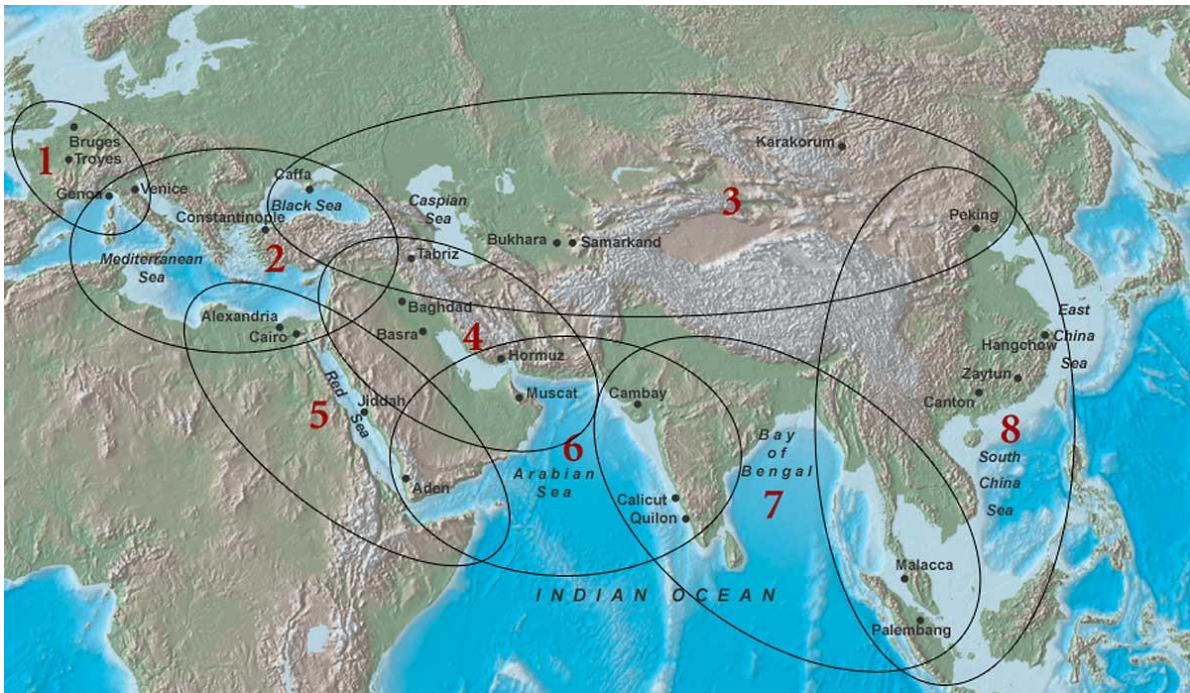 Bruges
1
Troyes
Genoa
Venice
Caffa
Black Sea
Constantinople
2
Mediterranean
Sea
Caspian
Sea
Tabriz
Bukhara
Samarkand
3
Karakorum
Peking
Alexandria
Cairo
Baghdad
Basra
4
Hormuz
Muscat
Red
Sea
Jiddah
5
Aden
6
Arabian
Sea
Cambay
Calicut
Quilon
Bay
of
Bengal
7
East
China
Sea
Hangchow
Zaytun
Canton
8
South
China
Sea
Malacca
Palembang
INDIAN OCEAN